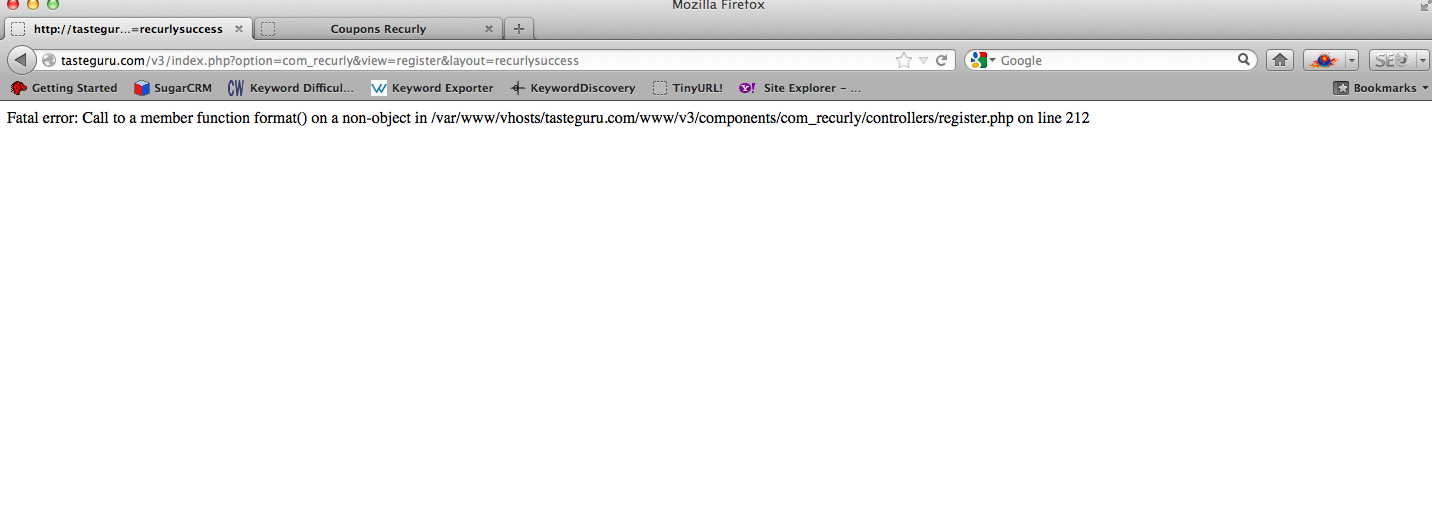 Mozilla Firefox
http://tastegur...=recurlysuccess
Coupons Recurly
tasteguru.com/v3/index.php?option=com_recurly&view=register&layout=recurlysuccess
Google
SEO
Getting Started
SugarCRM
CW Keyword Difficul...
W Keyword Exporter
KeywordDiscovery
TinyURL!
Y! Site Explorer – ...
Bookmarks
Fatal error: Call to a member function format() on a non-object in /var/www/vhosts/tasteguru.com/www/v3/components/com_recurly/controllers/register.php on line 212